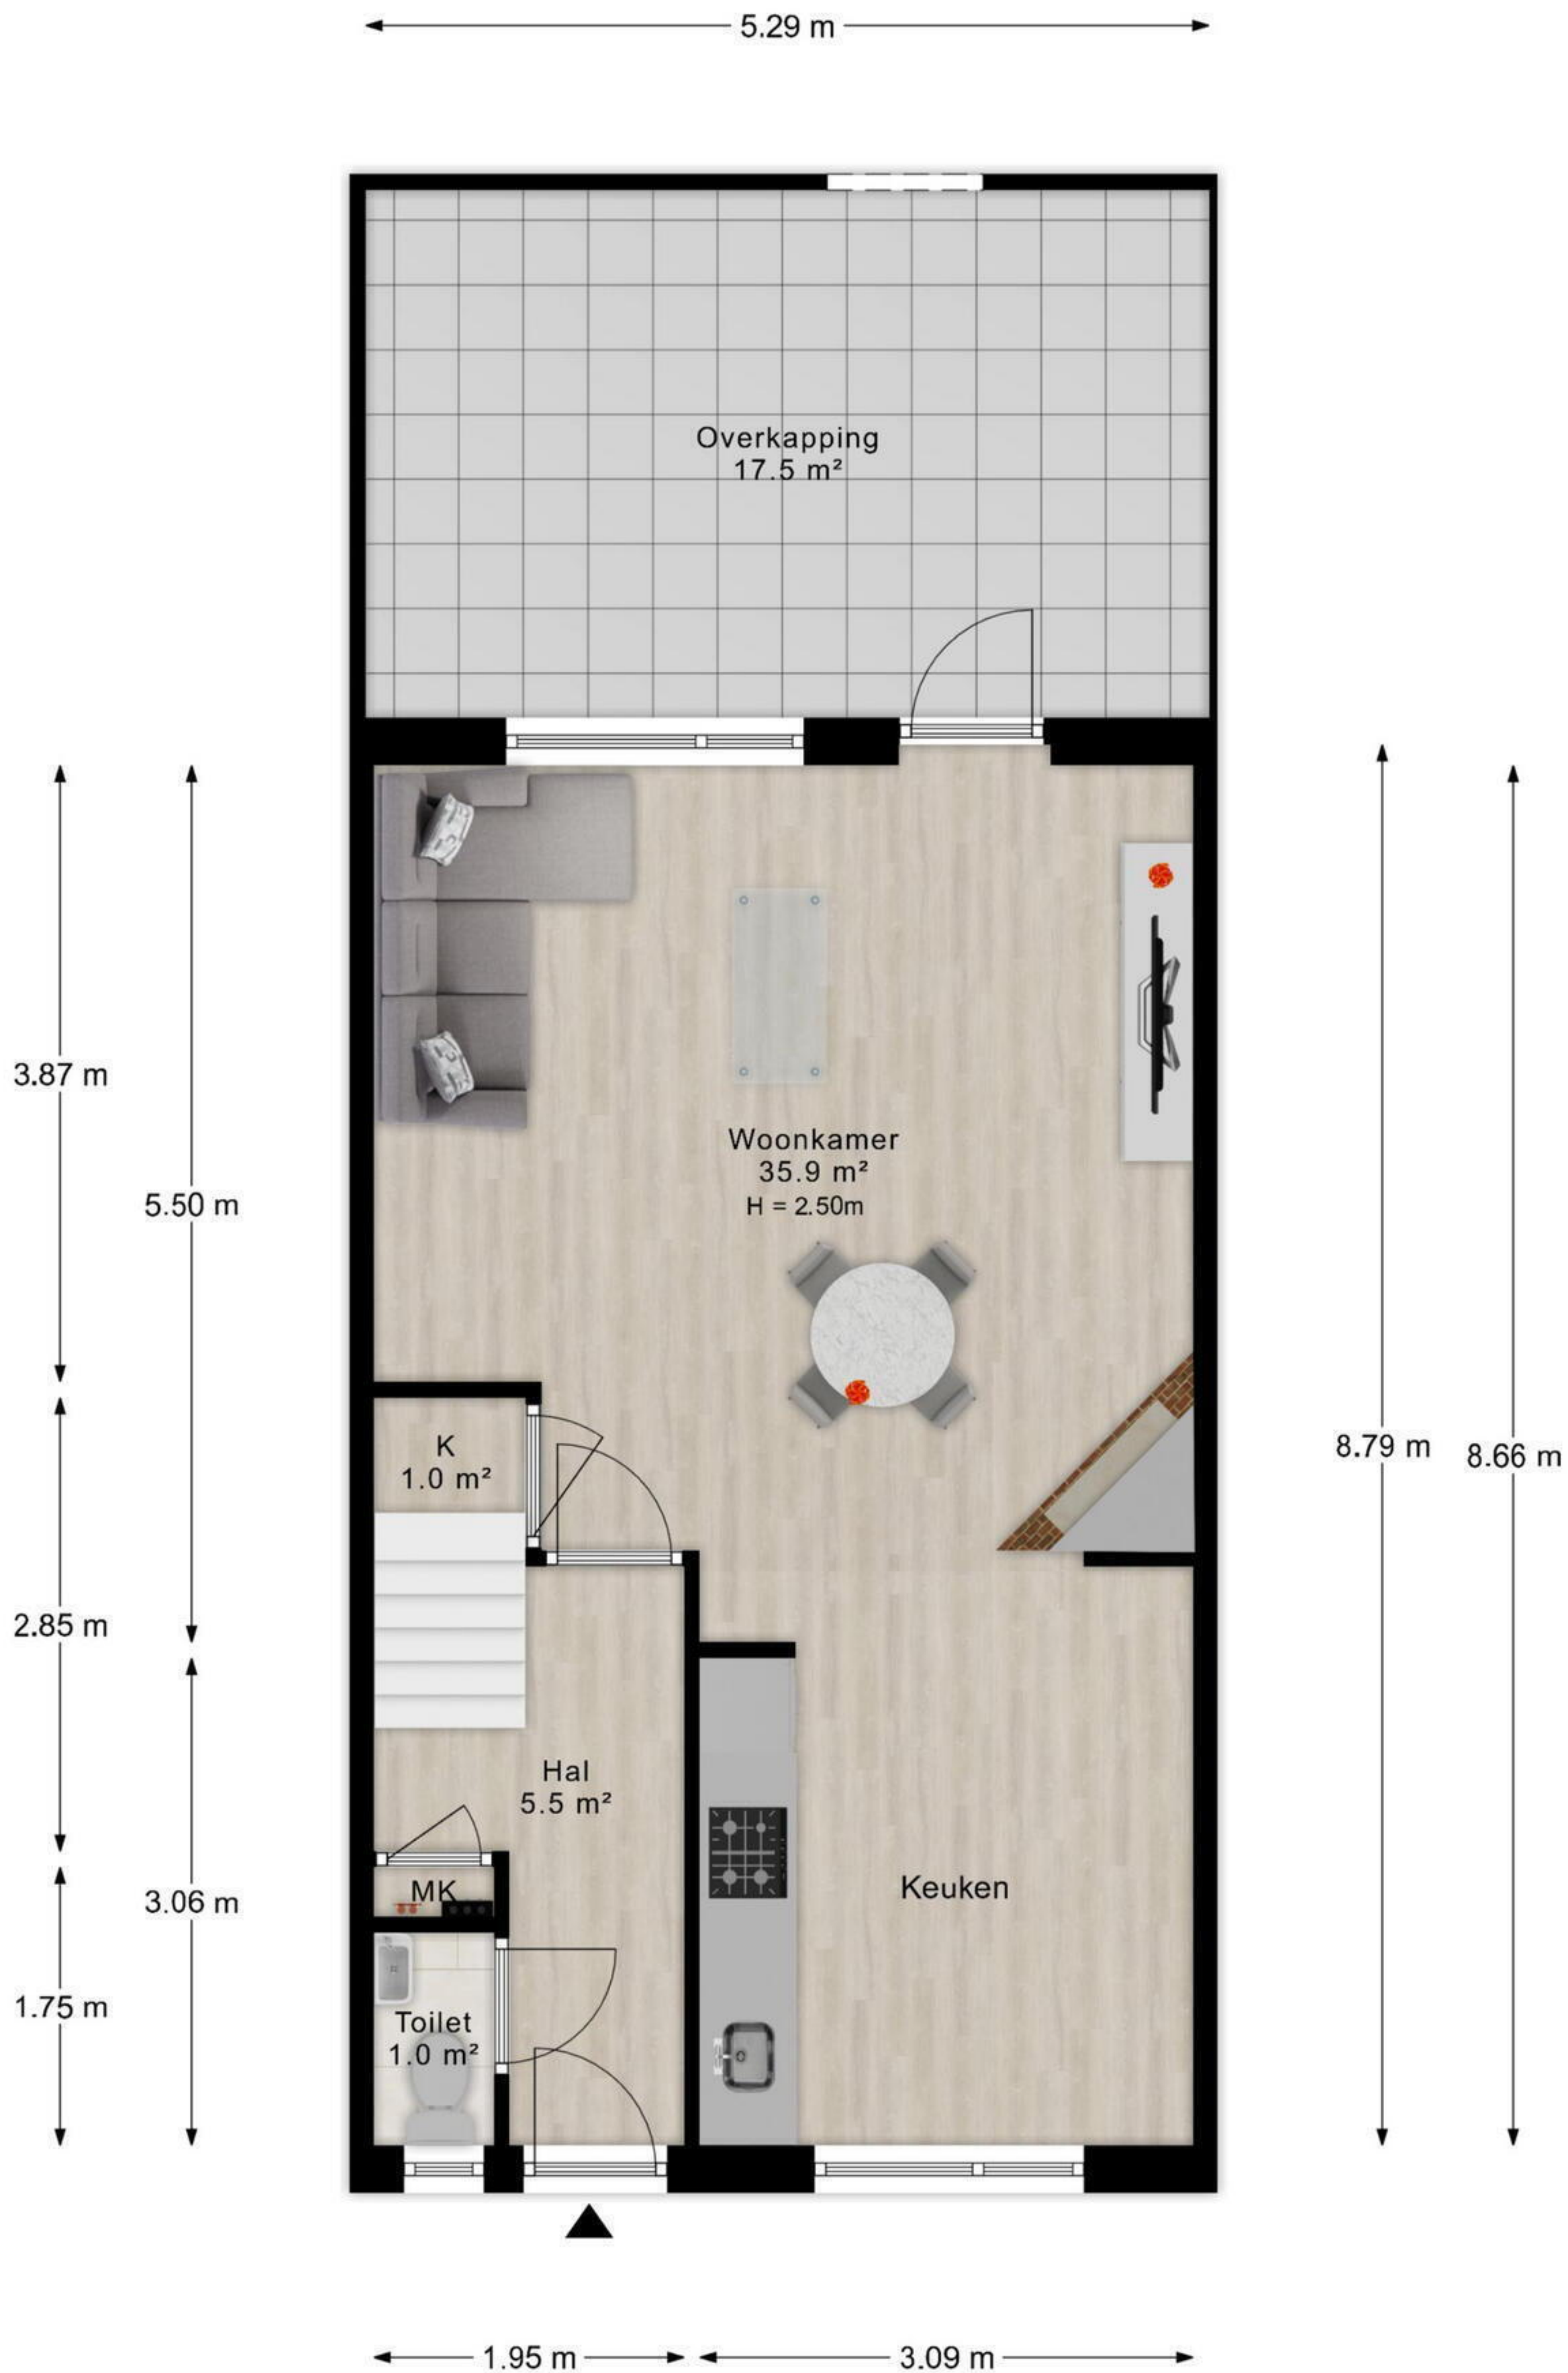 5.29 m
Overkapping
17.5 m²
3.87 m
5.50 m
Woonkamer
35.9 m²
H = 2.50m
8.79 m
8.66 m
K
1.0 m²
2.85 m
Hal
5.5 m²
MK
3.06 m
Keuken
1.75 m
Toilet
1.0 m²
1.95 m
3.09 m